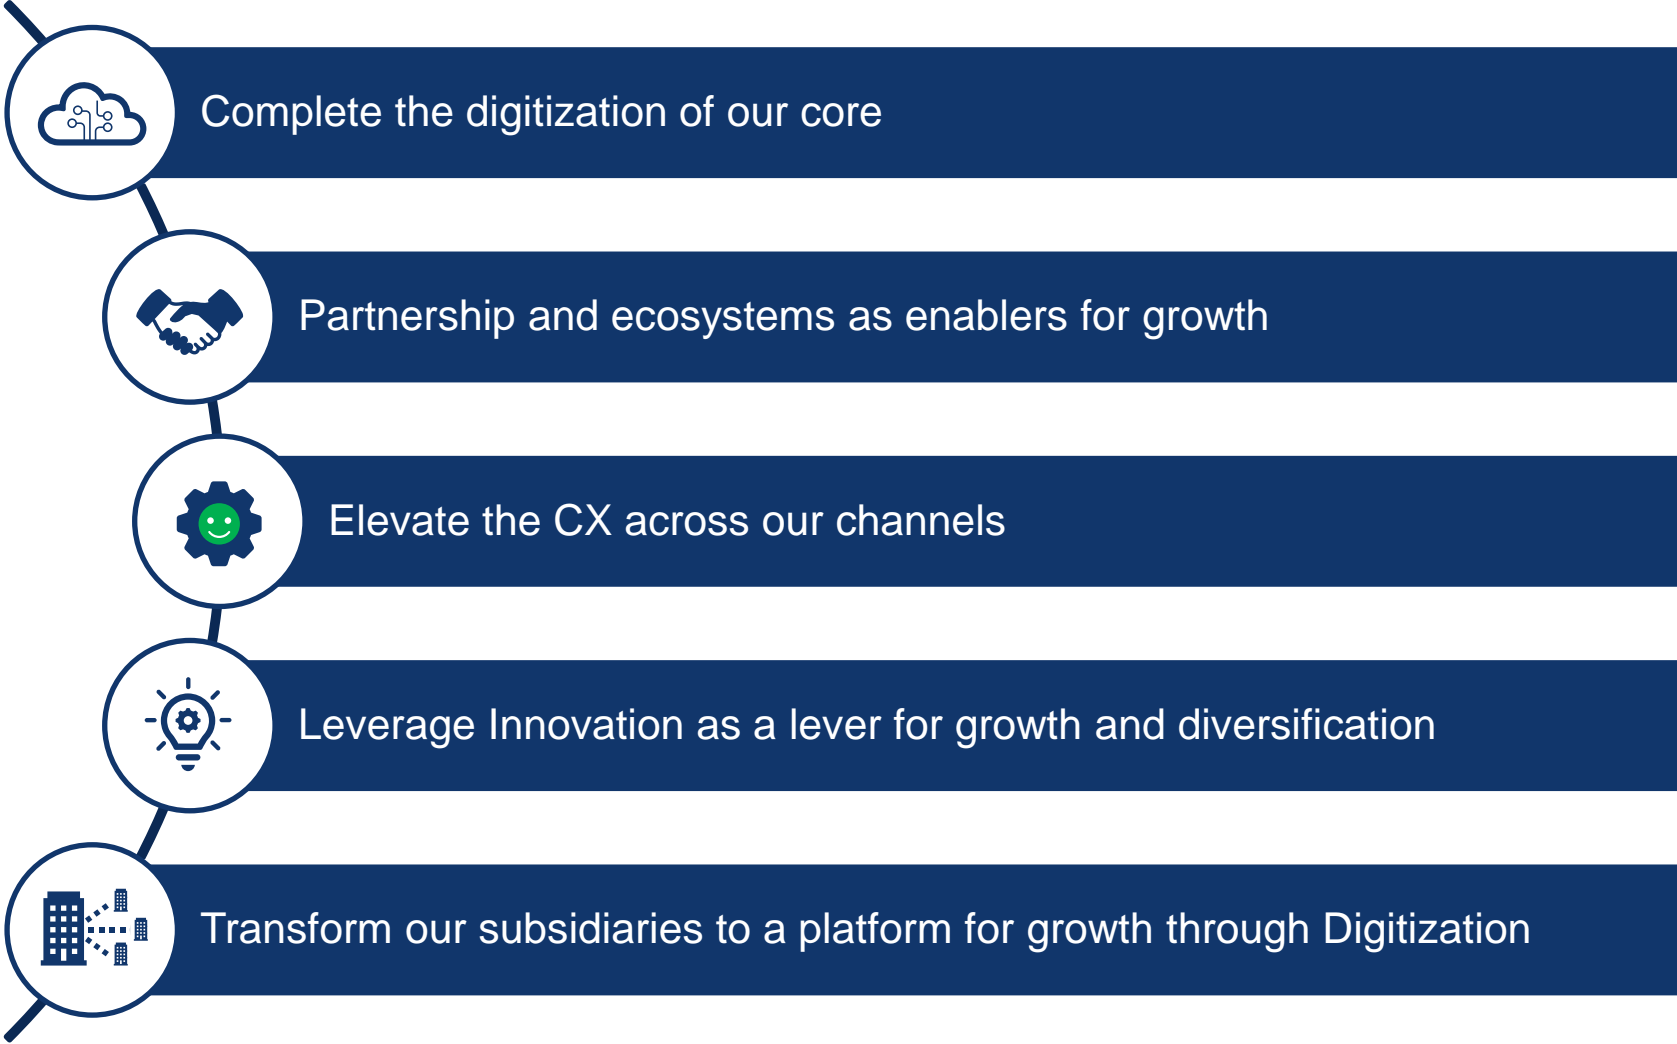 Complete the digitization of our core
Partnership and ecosystems as enablers for growth
Elevate the CX across our channels
Leverage Innovation as a lever for growth and diversification
Transform our subsidiaries to a platform for growth through Digitization